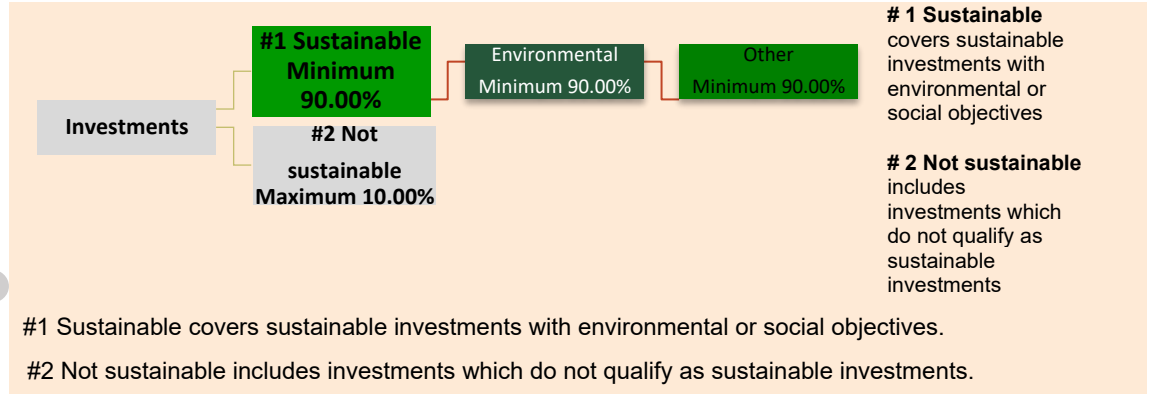 Investments
#1 Sustainable
Minimum
90.00%
#2 Not
sustainable
Maximum 10.00%
Environmental
Minimum 90.00%
Other
Minimum 90.00%
# 1 Sustainable
covers sustainable
investments with
environmental or
social objectives
# 2 Not sustainable
includes
investments which
do not qualify as
sustainable
investments
#1 Sustainable covers sustainable investments with environmental or social objectives.
#2 Not sustainable includes investments which do not qualify as sustainable investments.